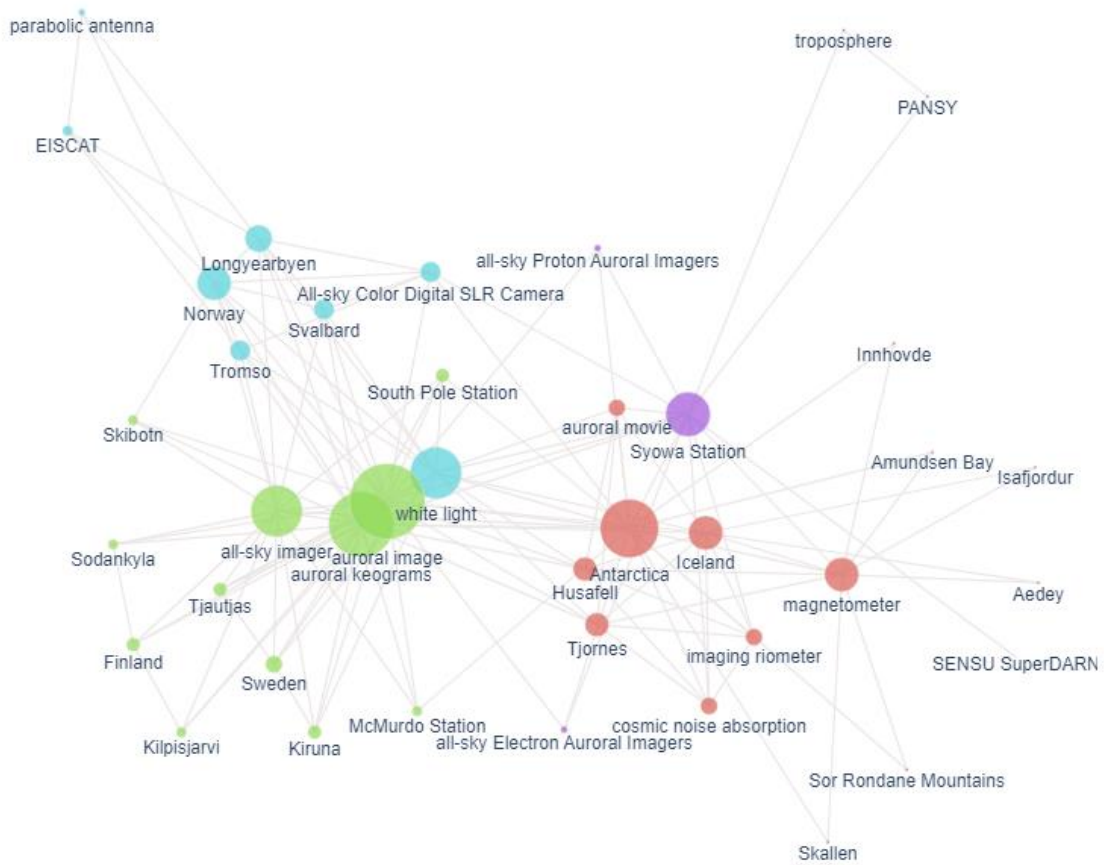 parabolic antenna
troposphere
PANSY
EISCAT
all-sky Proton Auroral Imagers
Longyearbyen
All-sky Color Digital SLR Camera
Norway
Svalbard
Innhovde
Tromso
South Pole Station
auroral movie
Skibotn
Syowa Station
Amundsen Bay
Isafjordur
white light
all-sky imager
auroral image
Sodankyla
Iceland
auroral keograms
Antarctica
Husafell
Aedey
magnetometer
Tjautjas
Tjornes
imaging riometer
Finland
SENSU SuperDARN
Sweden
McMurdo Station
cosmic noise absorption
all-sky Electron Auroral Imagers
Kilpisjarvi
Kiruna
Sor Rondane Mountains
Skallen